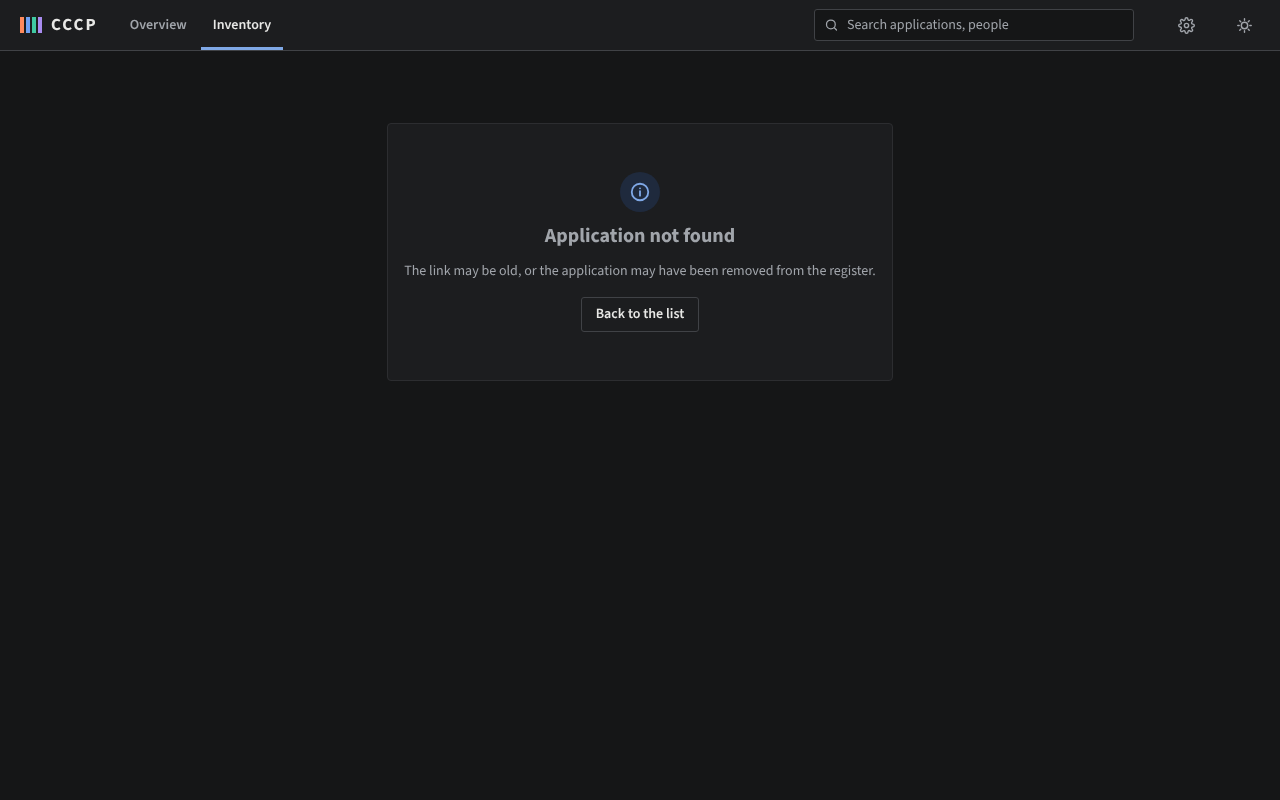 CCCP
Overview
Inventory
Search applications, people
Application not found
The link may be old, or the application may have been removed from the register.
Back to the list